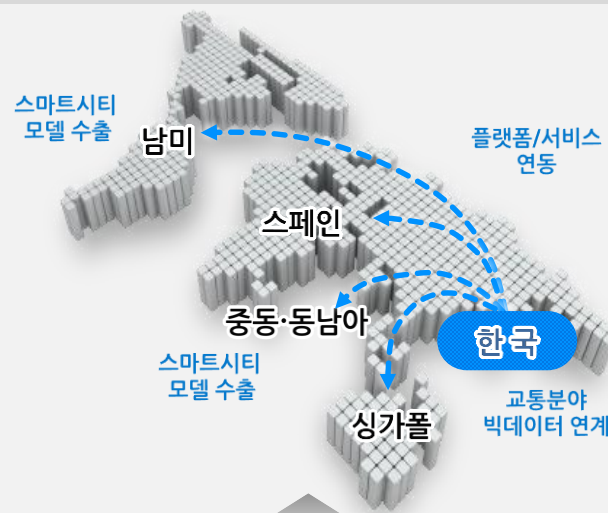 스마트시티
모델 수출
남미
플랫폼/서비스
연동
스페인
중동·동남아
한국
스마트시티
모델 수출
교통분야
빅데이터 연계
싱가폴